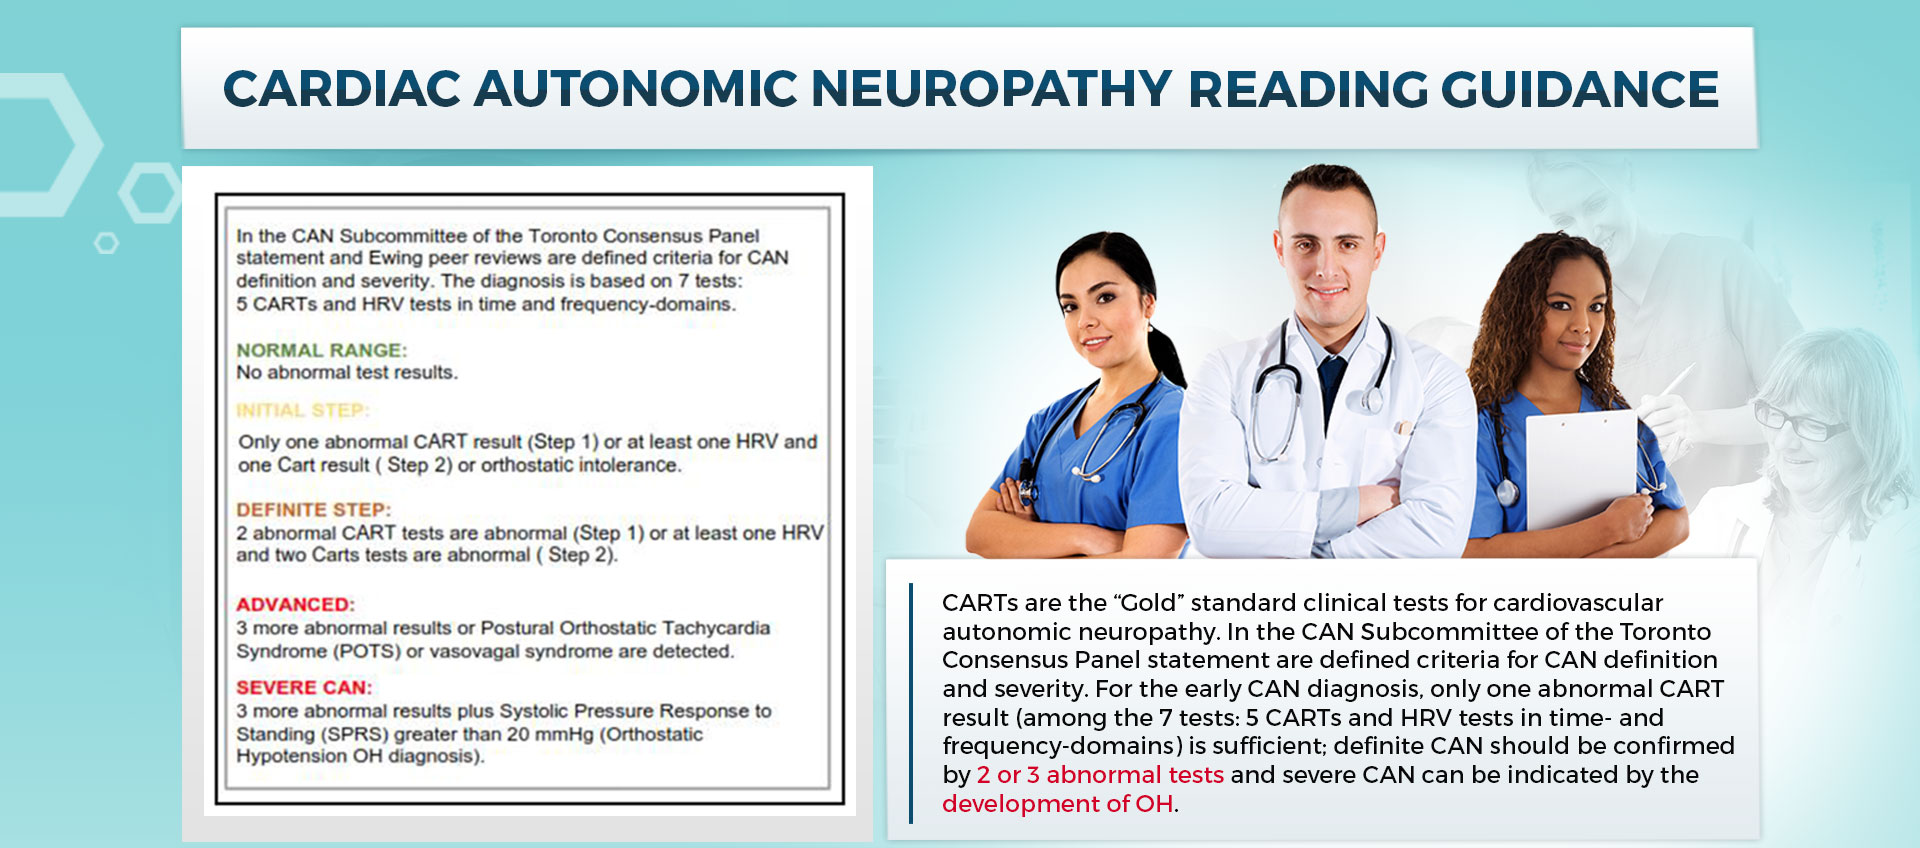 CARDIAC AUTONOMIC NEUROPATHY READING GUIDANCE
In the CAN Subcommittee of the Toronto Consensus Panel
statement and Ewing peer reviews are defined criteria for CAN
definition and severity. The diagnosis is based on 7 tests:
5 CARTs and HRV tests in time and frequency-domains.
NORMAL RANGE:
No abnormal test results.
INITIAL STEP:
Only one abnormal CART result (Step 1) or at least one HRV and
one Cart result ( Step 2) or orthostatic intolerance.
DEFINITE STEP:
2 abnormal CART tests are abnormal (Step 1) or at least one HRV
and two Carts tests are abnormal ( Step 2).
ADVANCED:
3 more abnormal results or Postural Orthostatic Tachycardia
Syndrome (POTS) or vasovagal syndrome are detected.
SEVERE CAN:
3 more abnormal results plus Systolic Pressure Response to
Standing (SPRS) greater than 20 mmHg (Orthostatic
Hypotension OH diagnosis).
CARTs are the “Gold” standard clinical tests for cardiovascular
autonomic neuropathy. In the CAN Subcommittee of the Toronto
Consensus Panel statement are defined criteria for CAN definition
and severity. For the early CAN diagnosis, only one abnormal CART
result (among the 7 tests: 5 CARTs and HRV tests in time- and
frequency-domains) is sufficient; definite CAN should be confirmed
by 2 or 3 abnormal tests and severe CAN can be indicated by the
development of OH.